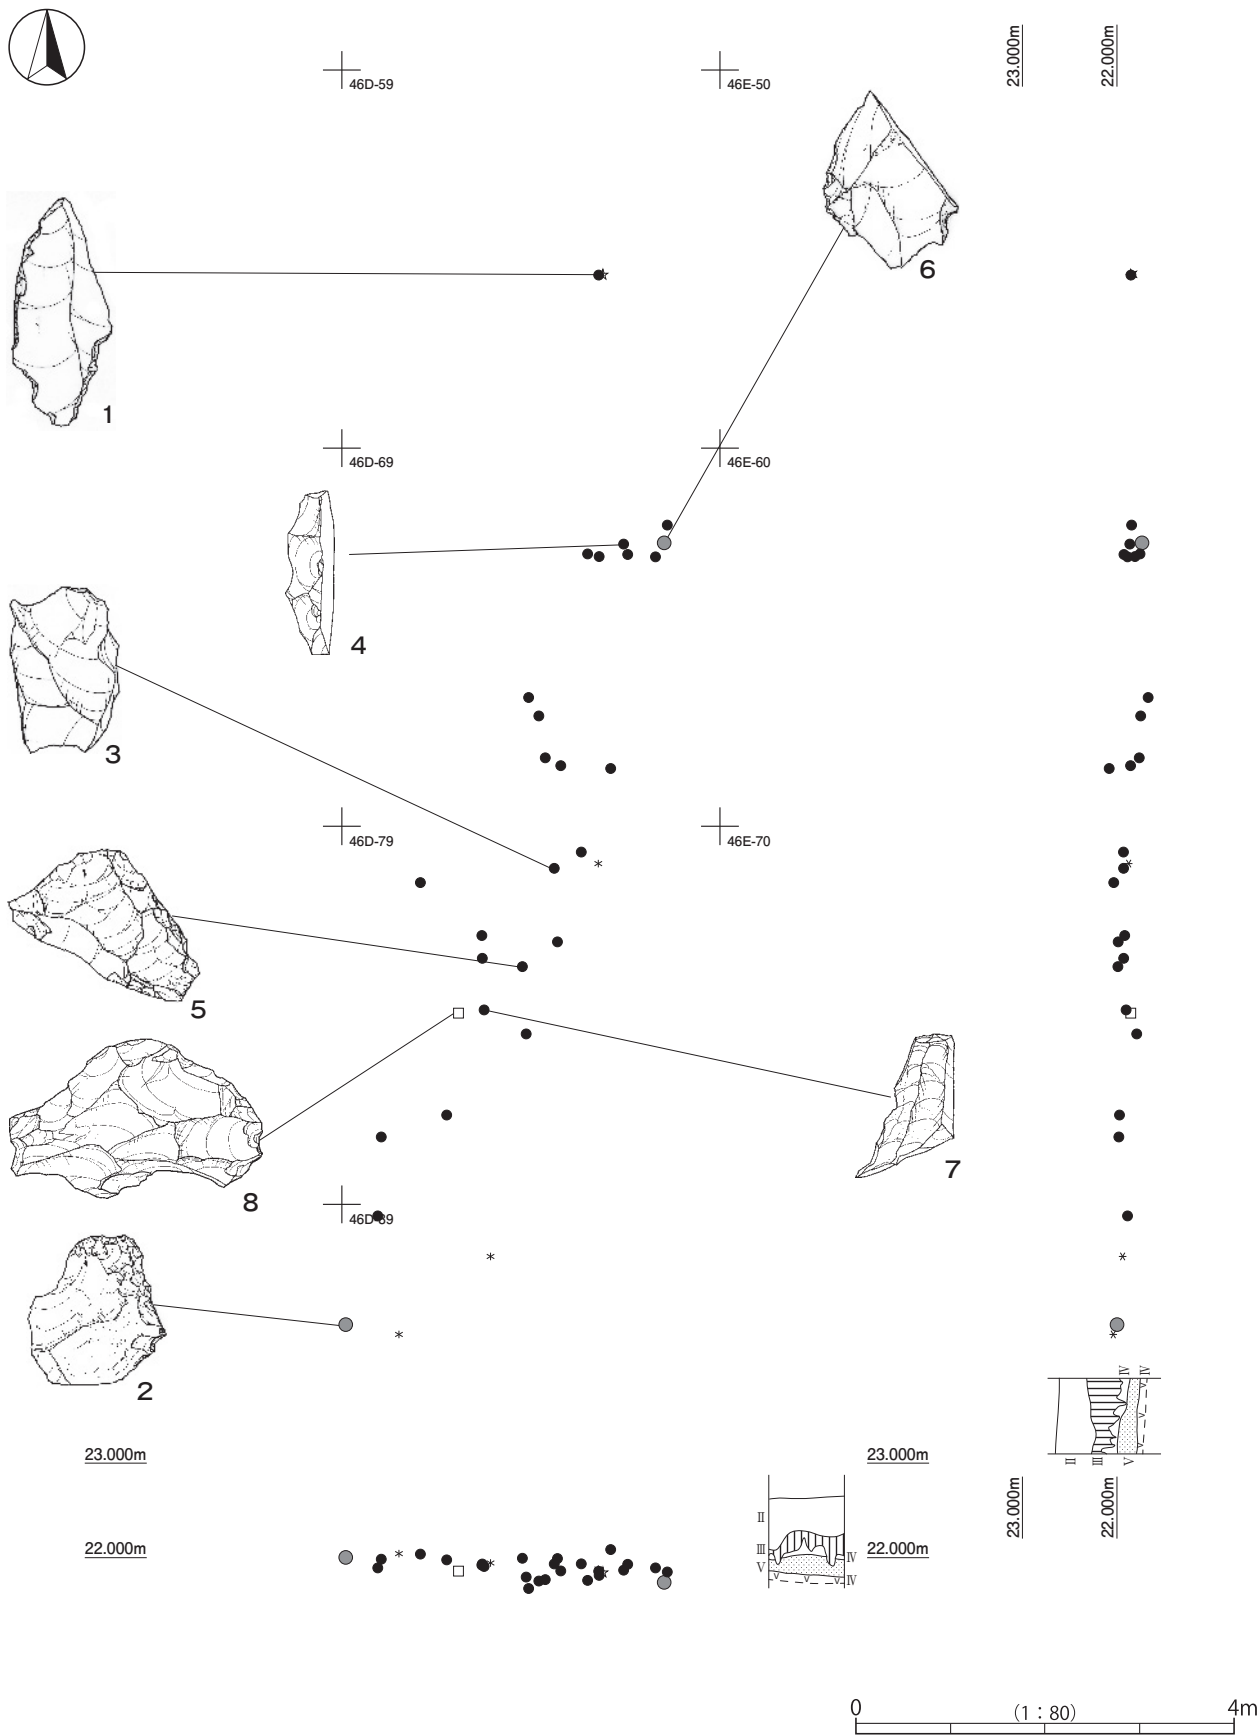 23.000m
22.000m
46D-59
46E-50
6
1
46D-69
46E-60
4
3
46D-79
46E-70
5
7
8
46D-89
2
Ⅳ Ⅳ
Ⅱ Ⅲ Ⅴ
23.000m
23.000m
23.000m
22.000m
Ⅱ
22.000m
22.000m
Ⅲ Ⅳ
Ⅴ Ⅳ
0 (1：80) 4m